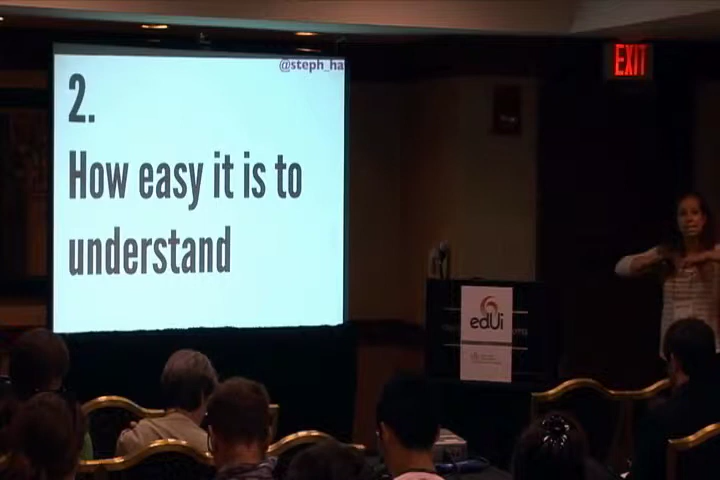 @steph_ha
2.
How easy it is to
understand
EXIT
edUi